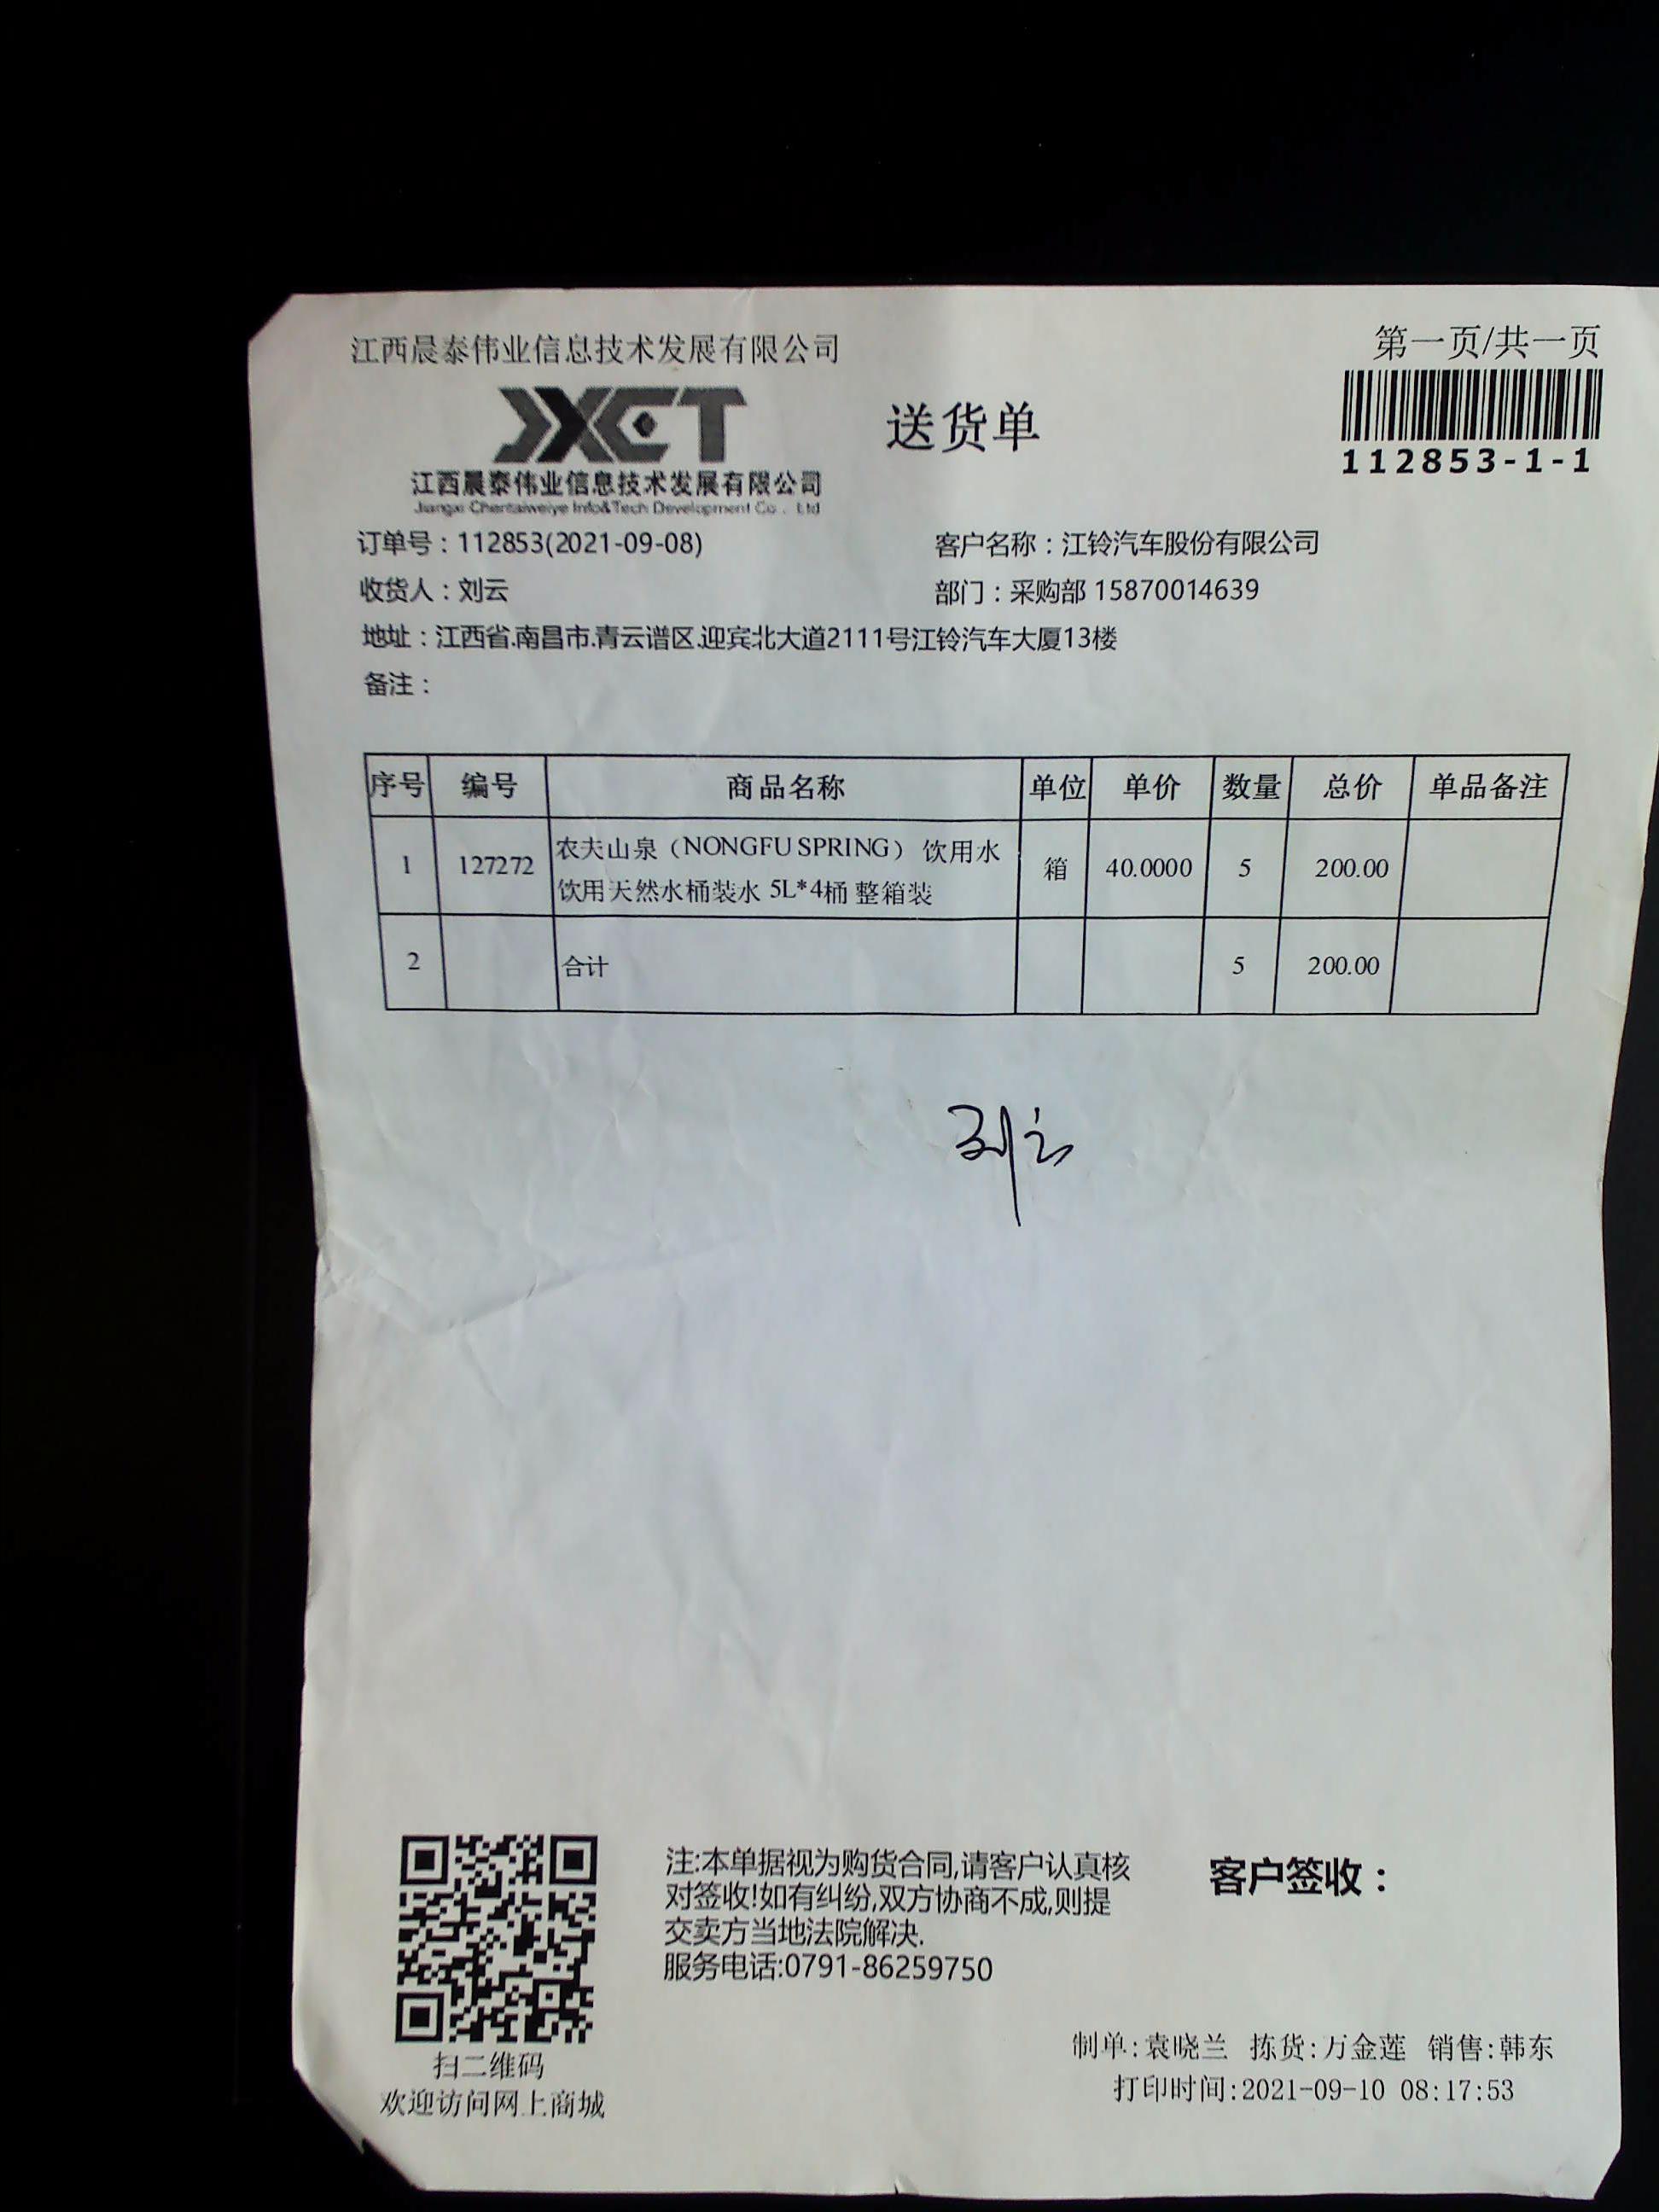 江西晨泰伟业信息技术发展有限公司
第一页/共一页
JXCT
送货单
112853-1-1
江西晨泰伟业信息技术发展有限公司
Jiangxi Chentaiweiye Info&Tech Development Co., Ltd
订单号：112853(2021-09-08) 客户名称：江铃汽车股份有限公司
收货人：刘云 部门：采购部 15870014639
地址：江西省.南昌市.青云谱区.迎宾北大道2111号江铃汽车大厦13楼
备注：
序号 编号 商品名称 单位 单价 数量 总价 单品备注
1 127272 农夫山泉（NONGFU SPRING） 饮用水 箱 40.0000 5 200.00
饮用天然水桶装水 5L*4桶 整箱装
2 合计 5 200.00
刘云
注:本单据视为购货合同,请客户认真核
对签收!如有纠纷,双方协商不成,则提
交卖方当地法院解决.
服务电话:0791-86259750
客户签收：
扫二维码
欢迎访问网上商城
制单:袁晓兰 拣货:万金莲 销售:韩东
打印时间:2021-09-10 08:17:53